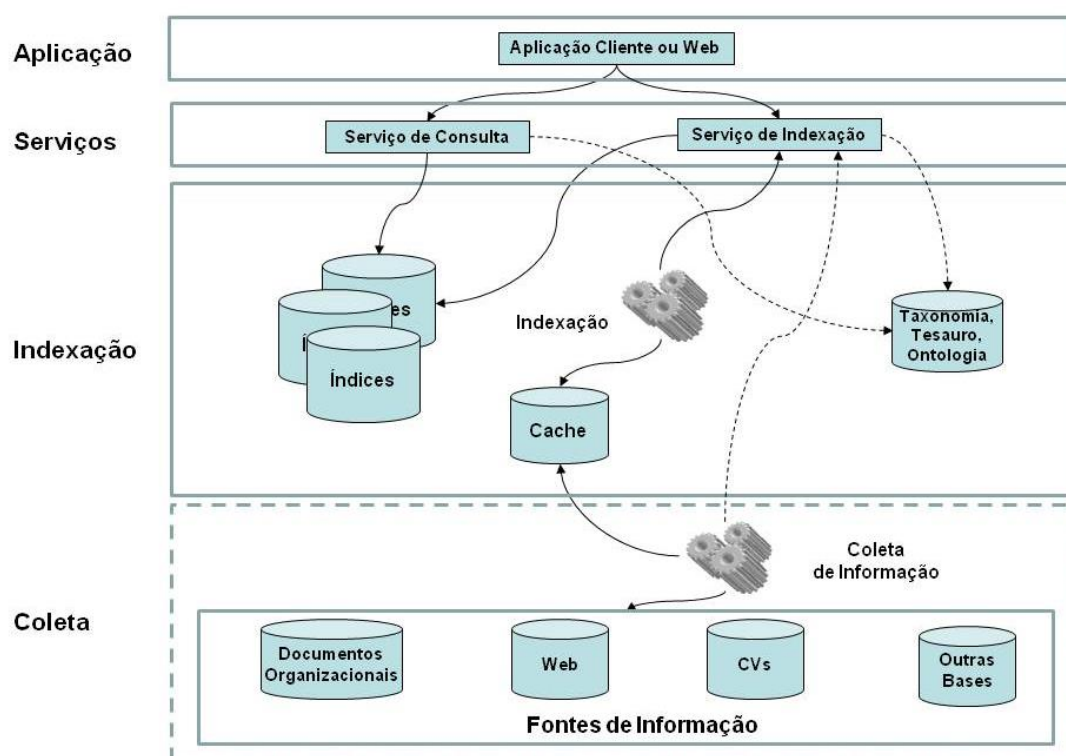 Aplicação
Aplicação Cliente ou Web
Serviços
Serviço de Consulta
Serviço de Indexação
Indexação
Índices
Indexação
Cache
Taxonomia,
Tesauro,
Ontologia
Coleta
Coleta
de Informação
Documentos
Organizacionais
Web
CVs
Outras
Bases
Fontes de Informação